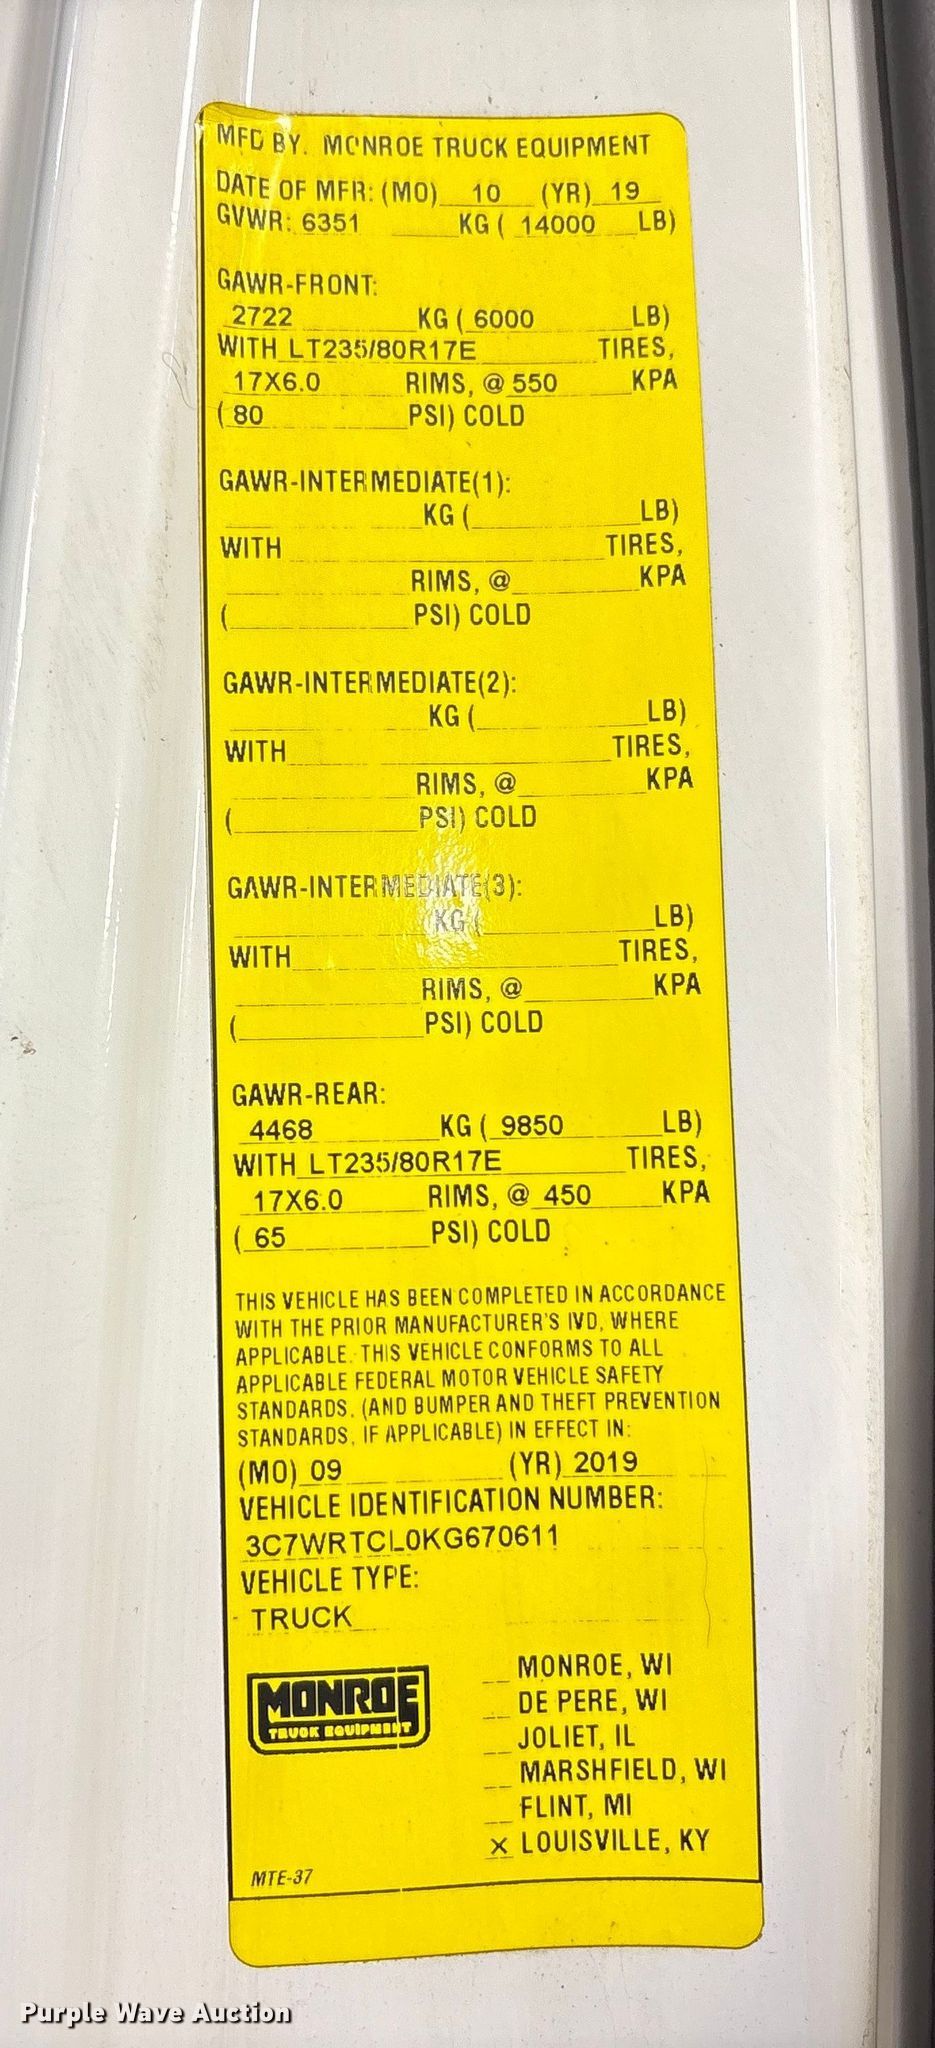 MFD BY. MONROE TRUCK EQUIPMENT
DATE OF MFR: (MO) 10 (YR) 19
GVWR: 6351 KG ( 14000 LB)
GAWR-FRONT:
2722 KG ( 6000 LB)
WITH LT235/80R17E TIRES,
17X6.0 RIMS, @ 550 KPA
( 80 PSI) COLD
GAWR-INTERMEDIATE(1):
KG ( LB)
WITH TIRES,
RIMS, @ KPA
( PSI) COLD
GAWR-INTERMEDIATE(2):
KG ( LB)
WITH TIRES,
RIMS, @ KPA
( PSI) COLD
GAWR-INTERMEDIATE(3):
KG ( LB)
WITH TIRES,
RIMS, @ KPA
( PSI) COLD
GAWR-REAR:
4468 KG ( 9850 LB)
WITH LT235/80R17E TIRES,
17X6.0 RIMS, @ 450 KPA
( 65 PSI) COLD
THIS VEHICLE HAS BEEN COMPLETED IN ACCORDANCE
WITH THE PRIOR MANUFACTURER'S IVD, WHERE
APPLICABLE. THIS VEHICLE CONFORMS TO ALL
APPLICABLE FEDERAL MOTOR VEHICLE SAFETY
STANDARDS, (AND BUMPER AND THEFT PREVENTION
STANDARDS, IF APPLICABLE) IN EFFECT IN:
(MO) 09 (YR) 2019
VEHICLE IDENTIFICATION NUMBER:
3C7WRTCL0KG670611
VEHICLE TYPE:
TRUCK
MONROE
TRUCK EQUIPMENT
MONROE, WI
DE PERE, WI
JOLIET, IL
MARSHFIELD, WI
FLINT, MI
X LOUISVILLE, KY
MTE-37
Purple Wave Auction